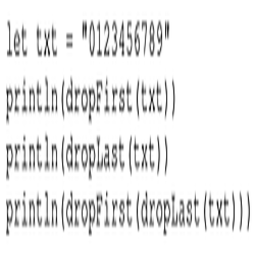 let txt = "0123456789"
println(dropFirst(txt))
println(dropLast(txt))
println(dropFirst(dropLast(txt)))